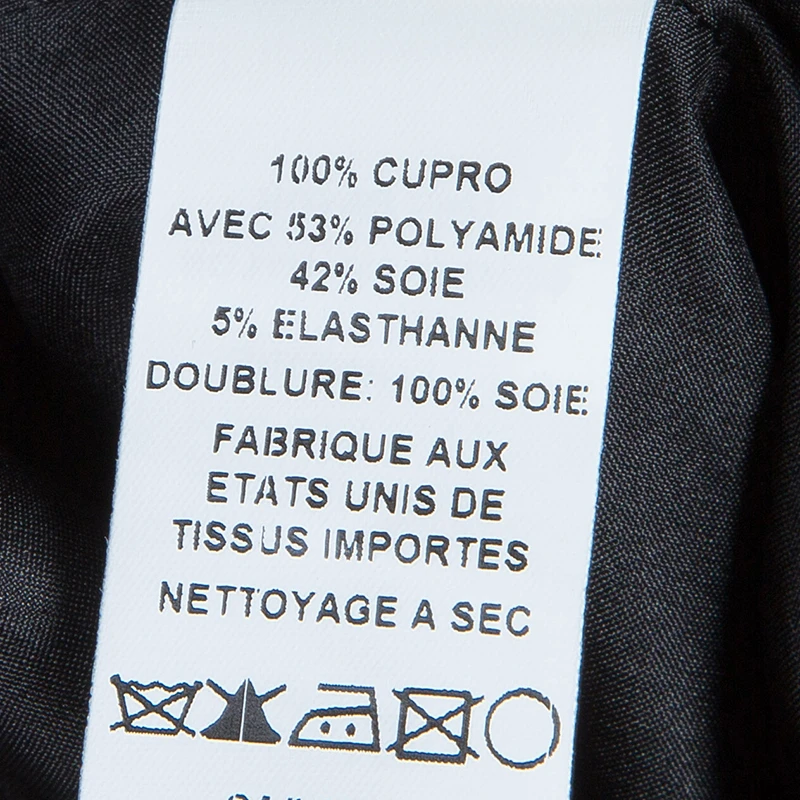 100% CUPRO
AVEC 53% POLYAMIDE
42% SOIE
5% ELASTHANNE
DOUBLURE: 100% SOIE
FABRIQUE AUX
ETATS UNIS DE
TISSUS IMPORTES
NETTOYAGE A SEC